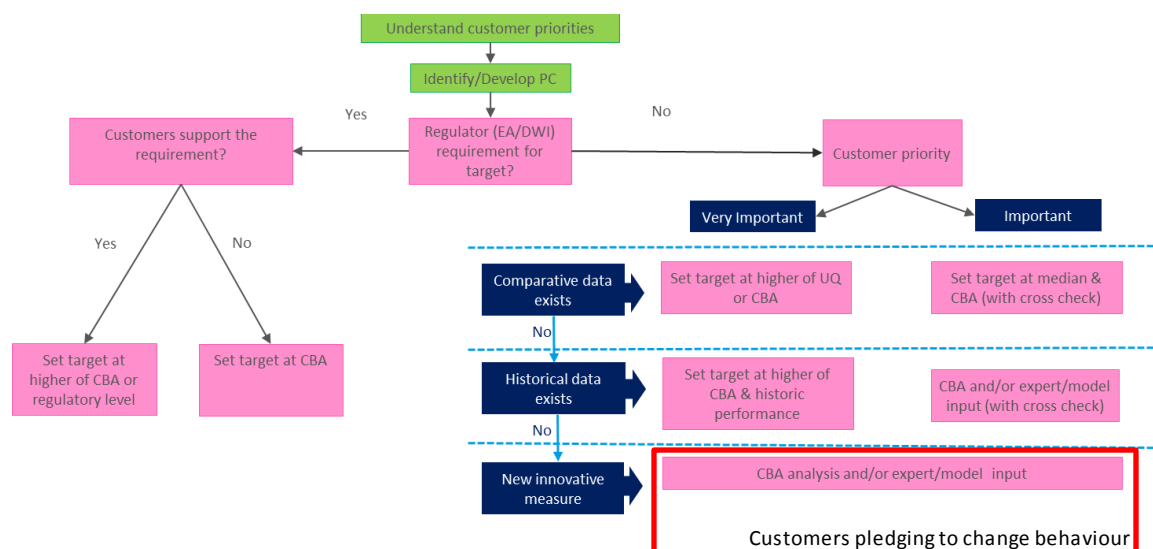 Understand customer priorities
Identify/Develop PC
Yes
No
Customers support the
requirement?
Regulator (EA/DWI)
requirement for
target?
Customer priority
Very Important
Important
Yes
No
Comparative data
exists
Set target at higher of UQ
or CBA
Set target at median &
CBA (with cross check)
No
Set target at
higher of CBA or
regulatory level
Set target at CBA
Historical data
exists
Set target at higher of
CBA & historic
performance
CBA and/or expert/model
input (with cross check)
No
New innovative
measure
CBA analysis and/or expert/model input
Customers pledging to change behaviour